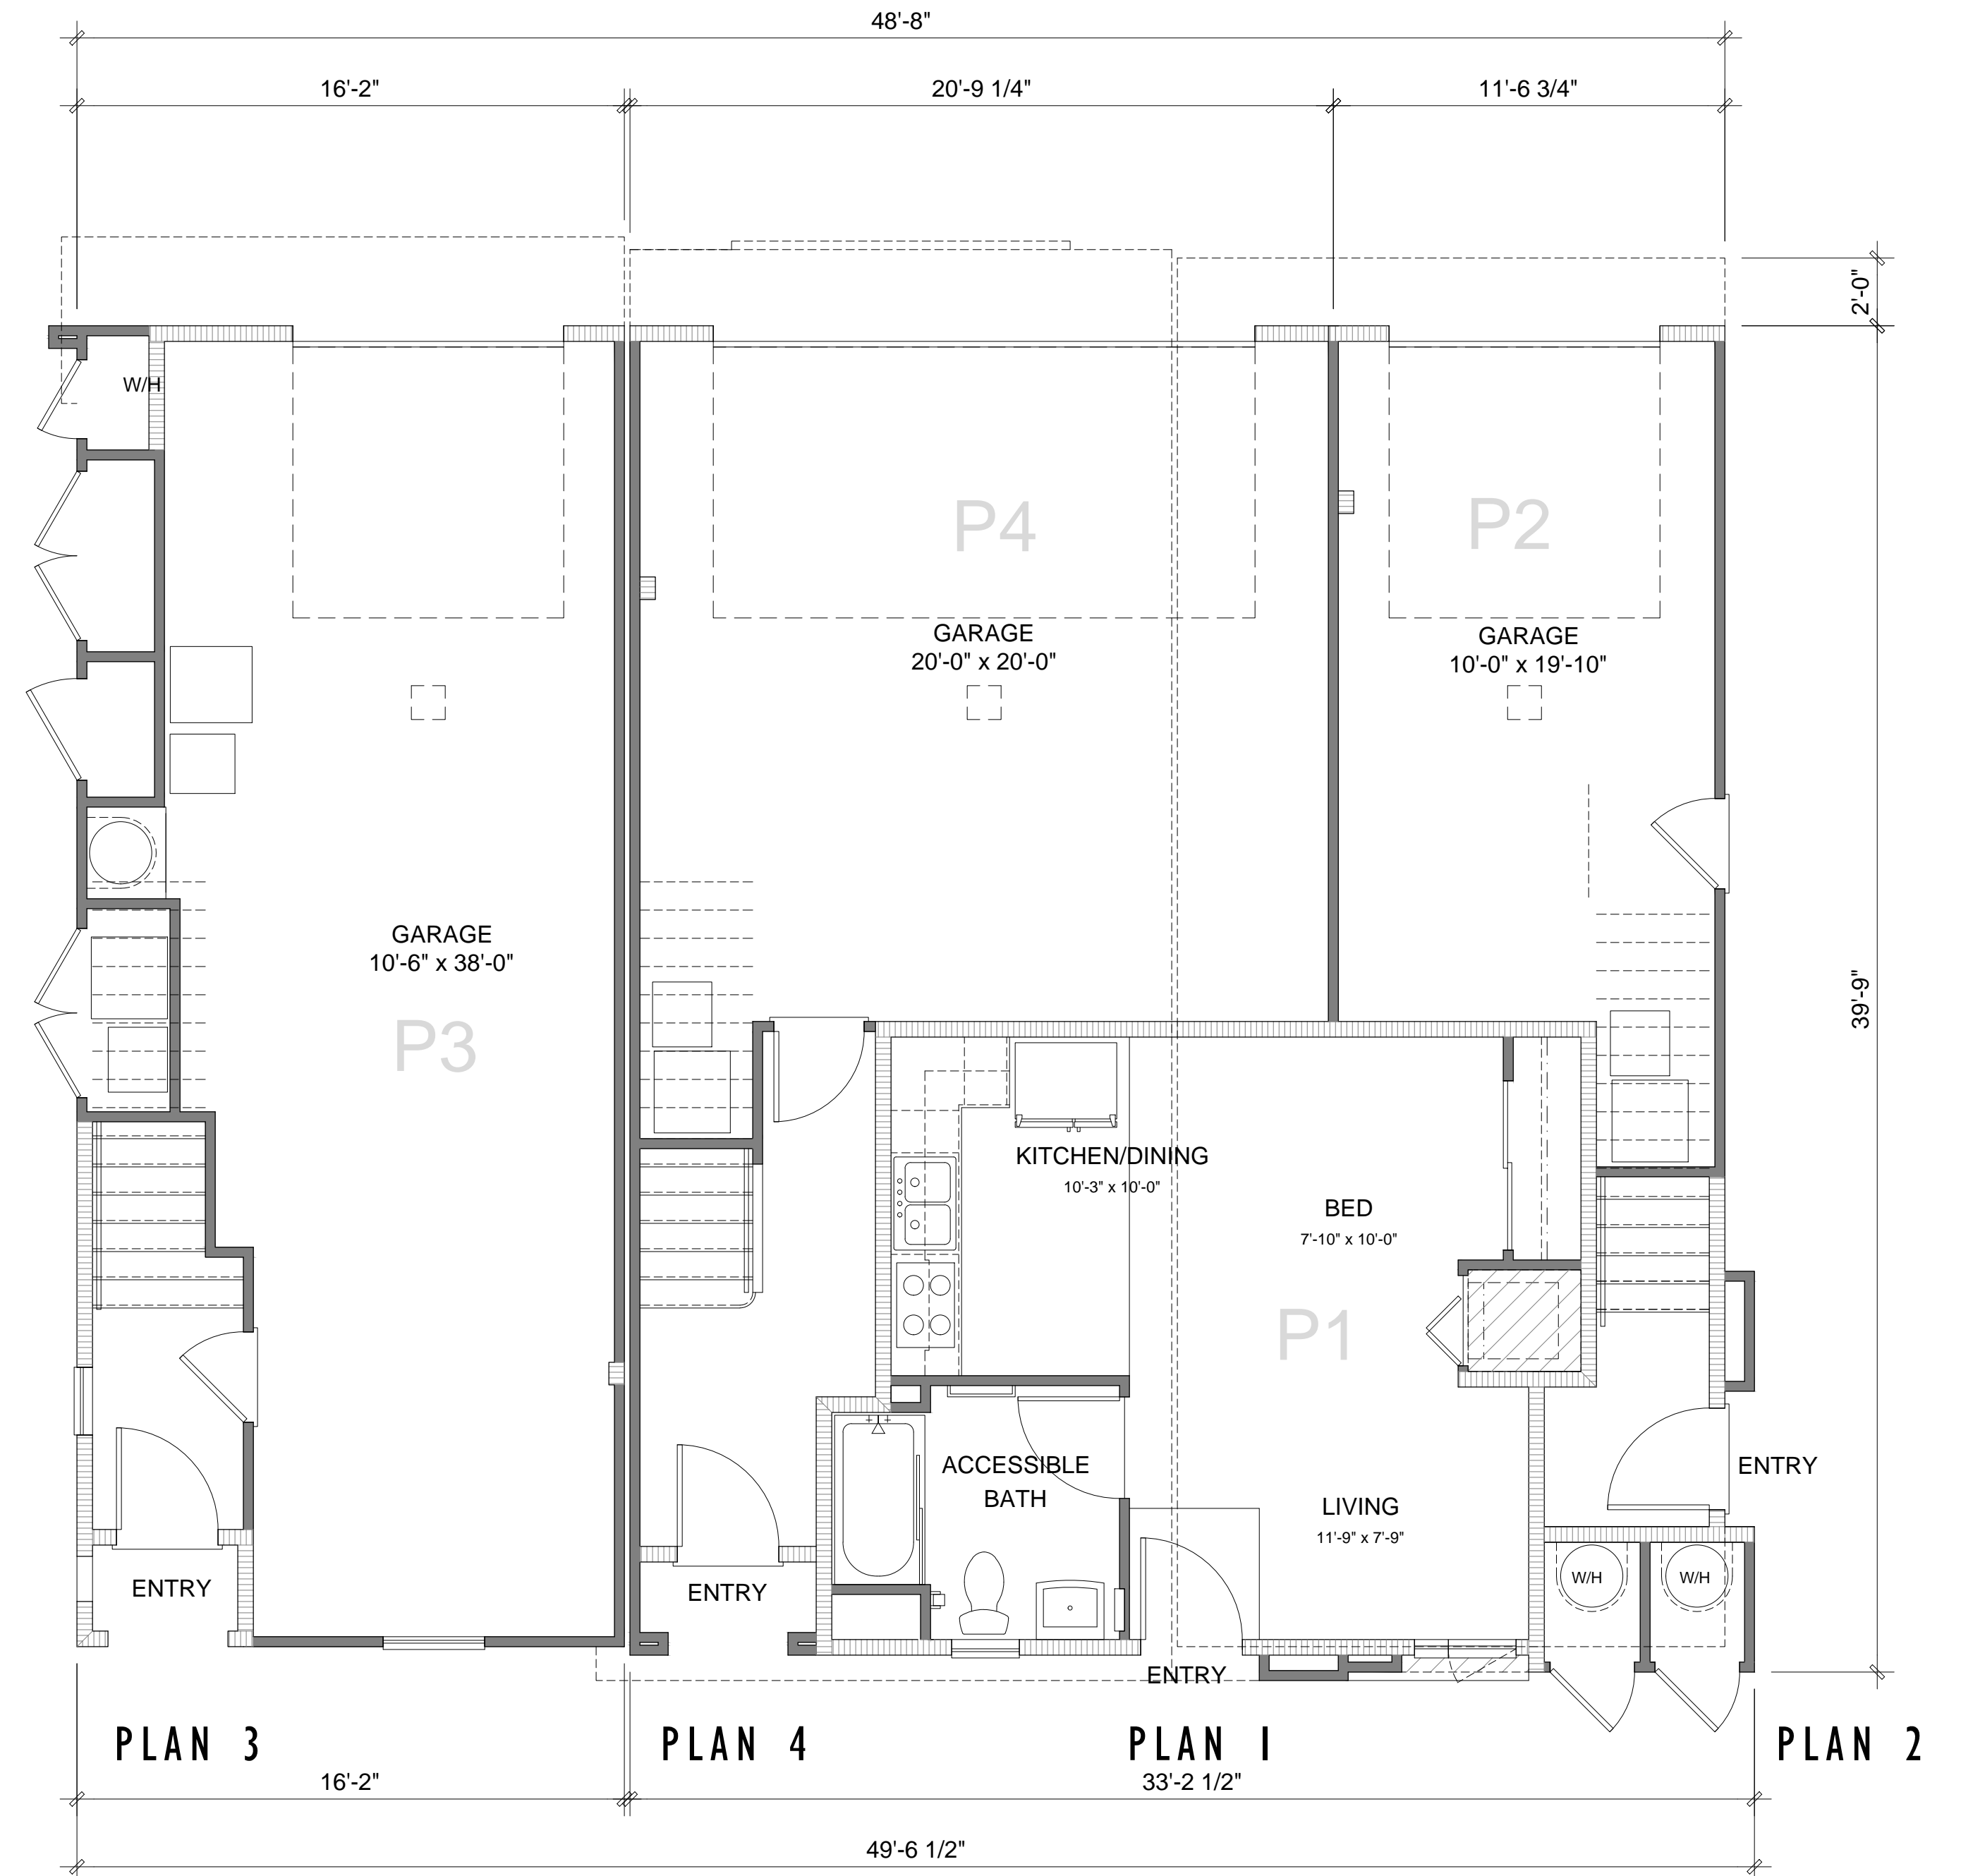 48'-8"
16'-2"
20'-9 1/4"
11'-6 3/4"
2'-0"
W/H
P4
P2
GARAGE
20'-0" x 20'-0"
GARAGE
10'-0" x 19'-10"
GARAGE
10'-6" x 38'-0"
39'-9"
P3
KITCHEN/DINING
10'-3" x 10'-0"
BED
7'-10" x 10'-0"
P1
ACCESSIBLE
BATH
ENTRY
LIVING
11'-9" x 7'-9"
ENTRY
ENTRY
W/H
W/H
ENTRY
PLAN 3
PLAN 4
PLAN 1
PLAN 2
16'-2"
33'-2 1/2"
49'-6 1/2"